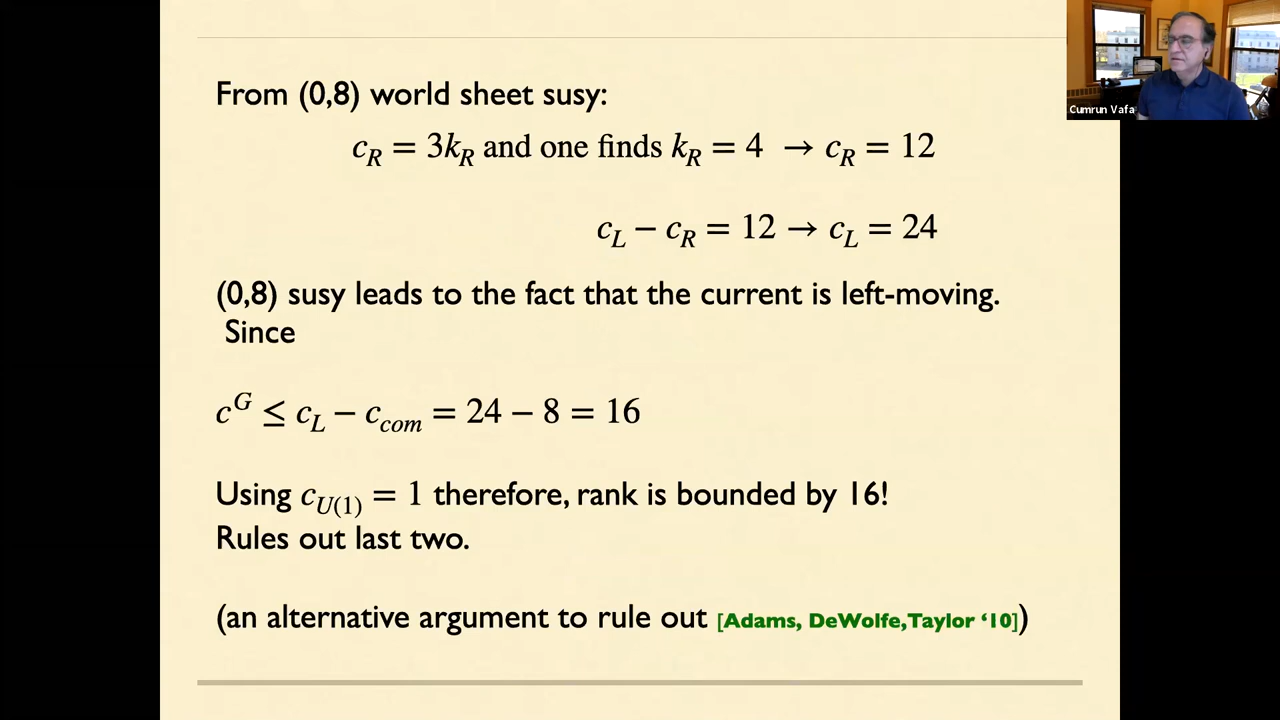 From (0,8) world sheet susy:
c_R = 3k_R and one finds k_R = 4 → c_R = 12
c_L − c_R = 12 → c_L = 24
(0,8) susy leads to the fact that the current is left-moving.
Since
c^G ≤ c_L − c_{com} = 24 − 8 = 16
Using c_{U(1)} = 1 therefore, rank is bounded by 16!
Rules out last two.
(an alternative argument to rule out [Adams, DeWolfe,Taylor ‘10])
Cumrun Vafa